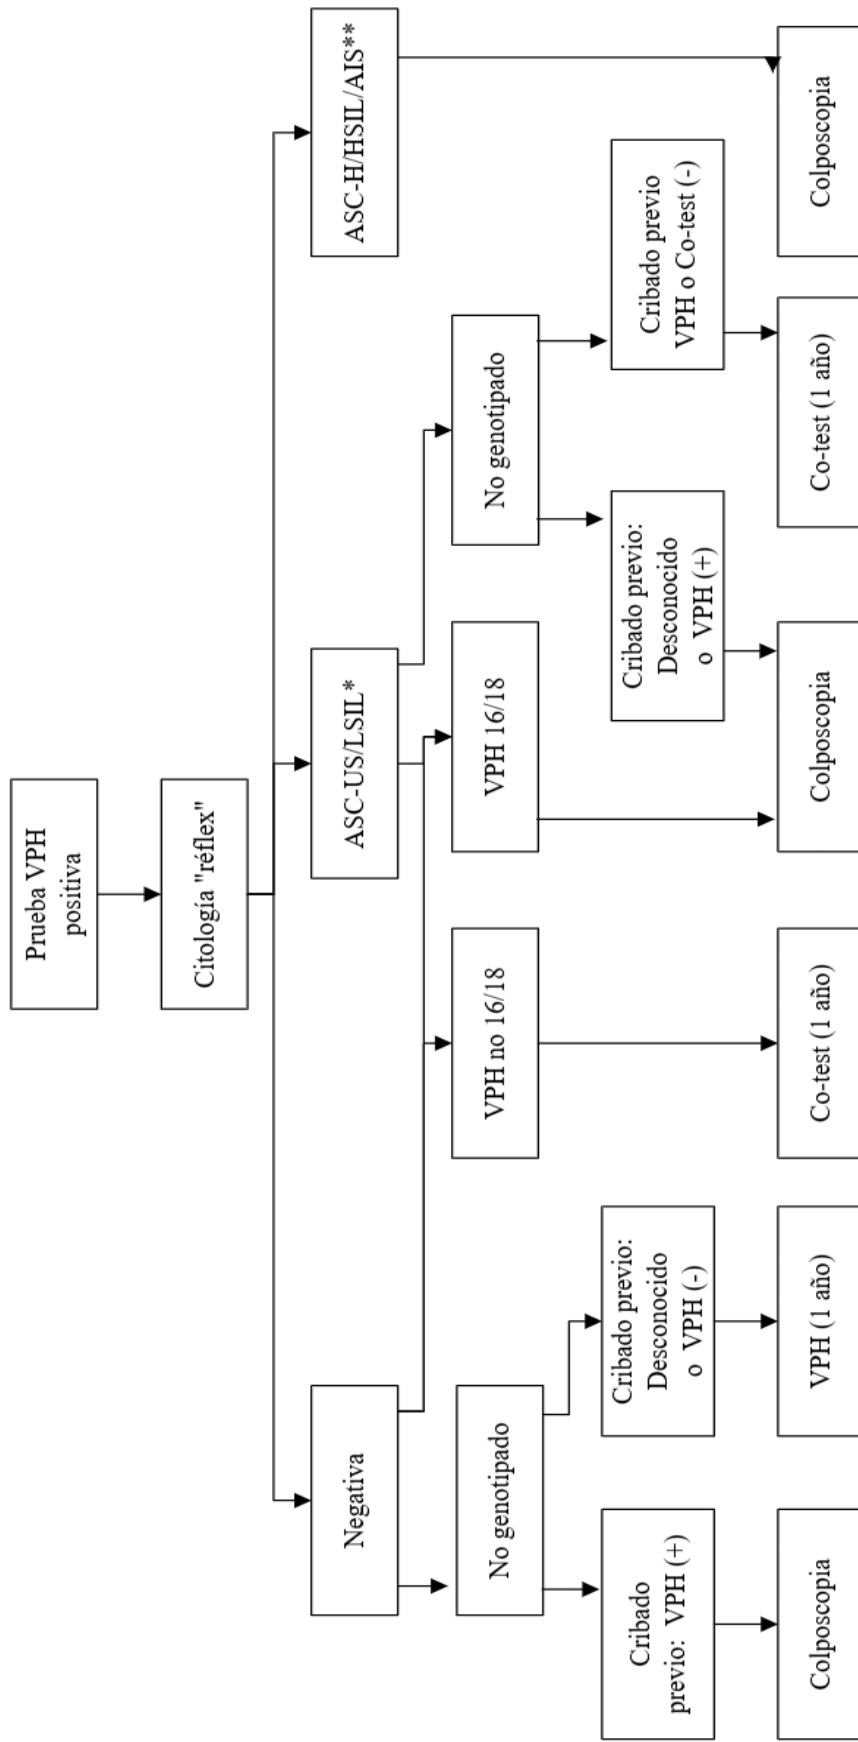 Prueba VPH
positiva
Citología "réflex"
Negativa
ASC-US/LSIL*
ASC-H/HSIL/AIS**
No genotipado
VPH no 16/18
VPH 16/18
No genotipado
Cribado
previo: VPH (+)
Cribado previo:
Desconocido
o VPH (-)
Cribado previo:
Desconocido
o VPH (+)
Cribado previo
VPH o Co-test (-)
Colposcopia
VPH (1 año)
Co-test (1 año)
Colposcopia
Co-test (1 año)
Colposcopia